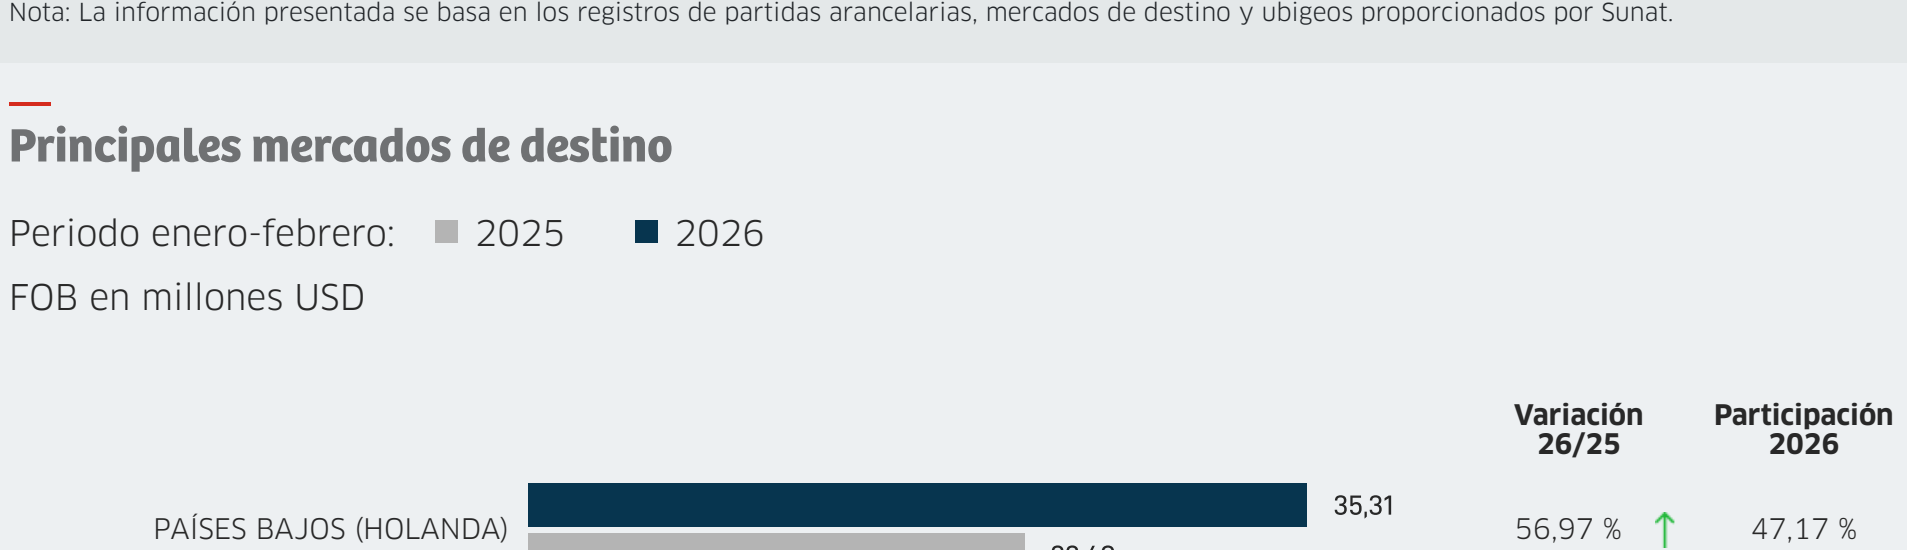 Nota: La información presentada se basa en los registros de partidas arancelarias, mercados de destino y ubigeos proporcionados por Sunat.
Principales mercados de destino
Periodo enero-febrero: 2025 2026
FOB en millones USD
Variación 26/25
Participación 2026
PAÍSES BAJOS (HOLANDA) 35,31 56,97 % 47,17 %